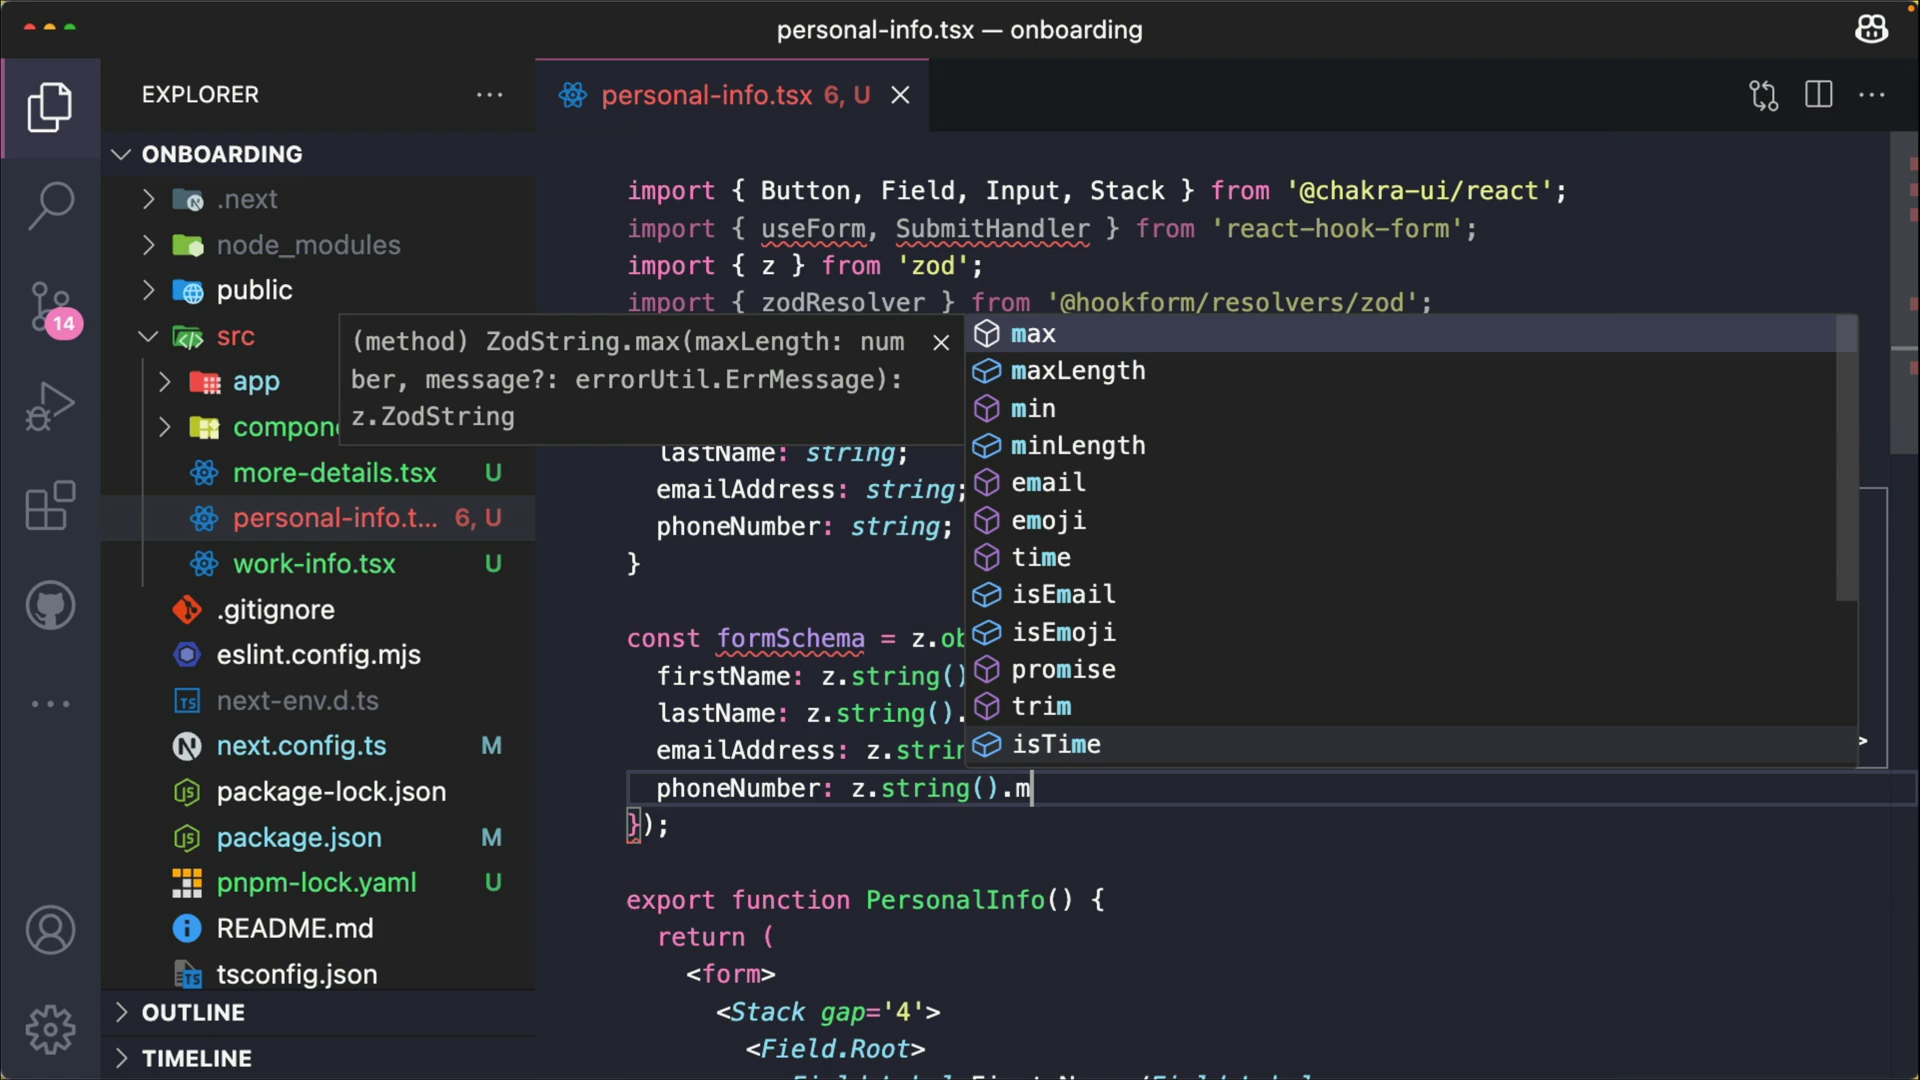 personal-info.tsx — onboarding
EXPLORER
ONBOARDING
.next
node_modules
public
src
app
compon
more-details.tsx U
personal-info.t... 6, U
work-info.tsx U
.gitignore
eslint.config.mjs
next-env.d.ts
next.config.ts M
package-lock.json
package.json M
pnpm-lock.yaml U
README.md
tsconfig.json
OUTLINE
TIMELINE
14
personal-info.tsx 6, U
import { Button, Field, Input, Stack } from '@chakra-ui/react';
import { useForm, SubmitHandler } from 'react-hook-form';
import { z } from 'zod';
import { zodResolver } from '@hookform/resolvers/zod';
(method) ZodString.max(maxLength: num
ber, message?: errorUtil.ErrMessage):
z.ZodString
max
maxLength
min
minLength
email
emoji
time
isEmail
isEmoji
promise
trim
isTime
lastName: string;
emailAddress: string;
phoneNumber: string;
}
const formSchema = z.ob
firstName: z.string()
lastName: z.string().
emailAddress: z.strin
phoneNumber: z.string().m
});
export function PersonalInfo() {
return (
<form>
<Stack gap='4'>
<Field.Root>